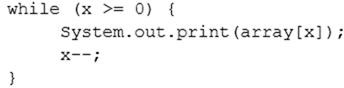 while (x >= 0) {
System.out.print(array[x]);
x--;
}